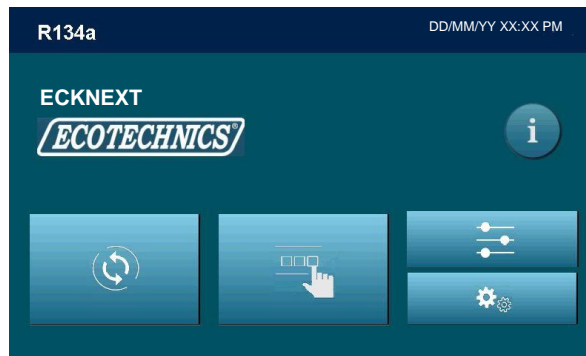 R134a
DD/MM/YY XX:XX PM
ECKNEXT
ECOTECHNICS®
i